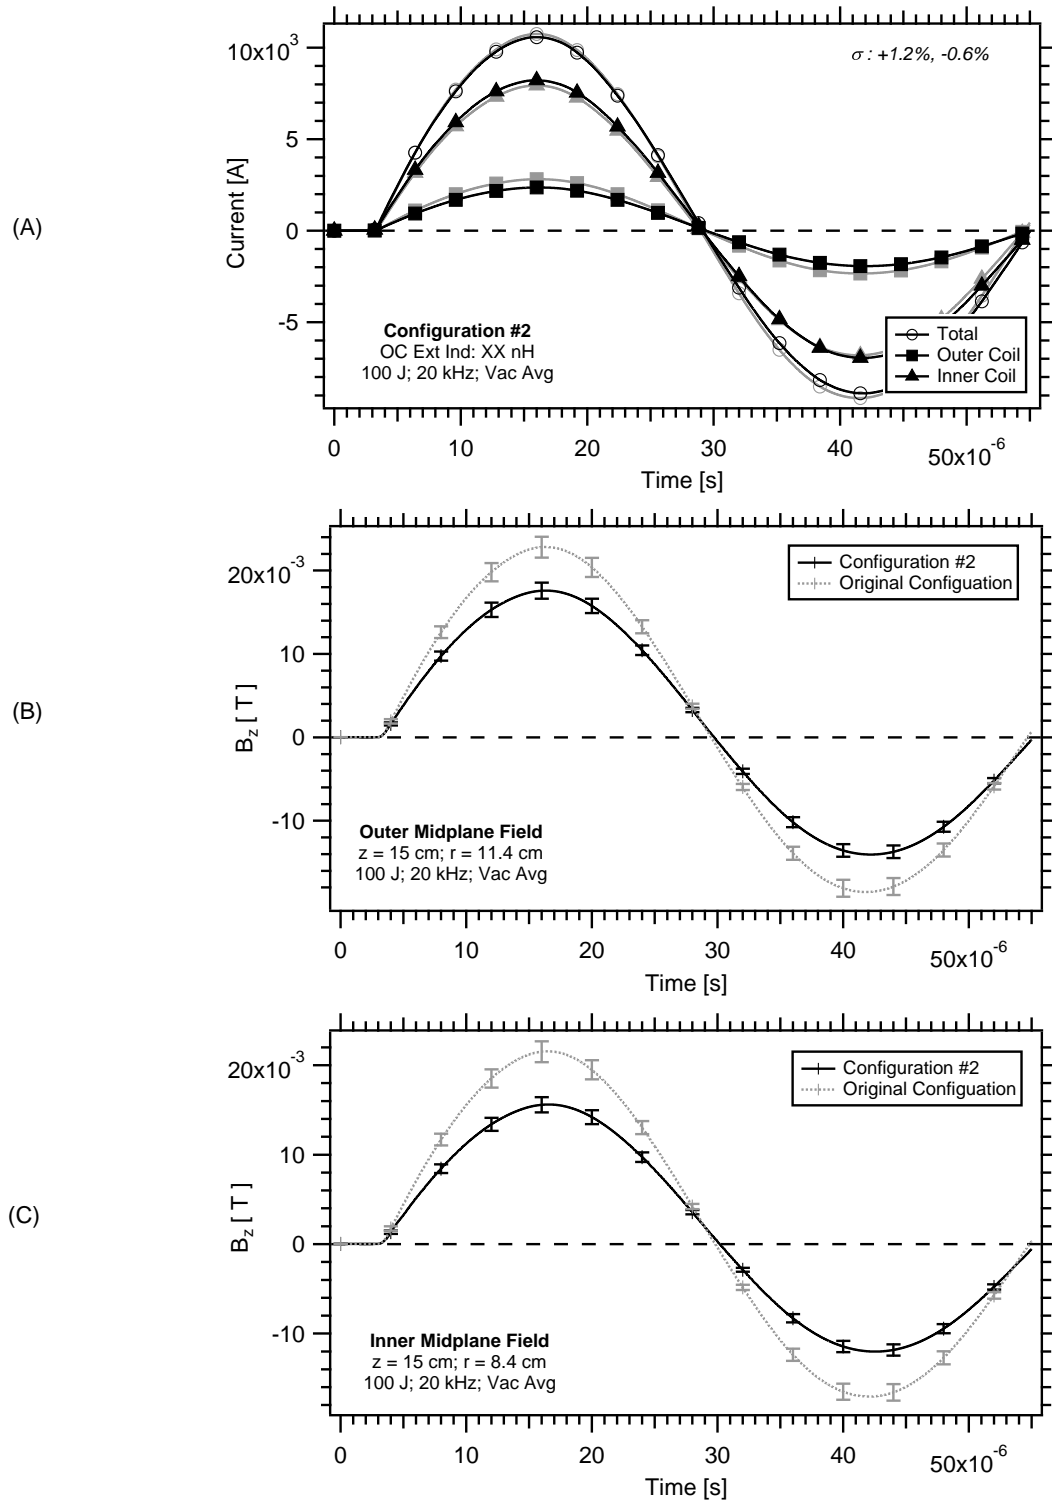 (A)
10x10³
5
0
-5
Current [A]
σ : +1.2%, -0.6%
Configuration #2
OC Ext Ind: XX nH
100 J; 20 kHz; Vac Avg
Total
Outer Coil
Inner Coil
0 10 20 30 40 50x10⁻⁶
Time [s]
(B)
20x10⁻³
10
0
-10
B_z [ T ]
Configuration #2
Original Configuation
Outer Midplane Field
z = 15 cm; r = 11.4 cm
100 J; 20 kHz; Vac Avg
0 10 20 30 40 50x10⁻⁶
Time [s]
(C)
20x10⁻³
10
0
-10
B_z [ T ]
Configuration #2
Original Configuation
Inner Midplane Field
z = 15 cm; r = 8.4 cm
100 J; 20 kHz; Vac Avg
0 10 20 30 40 50x10⁻⁶
Time [s]